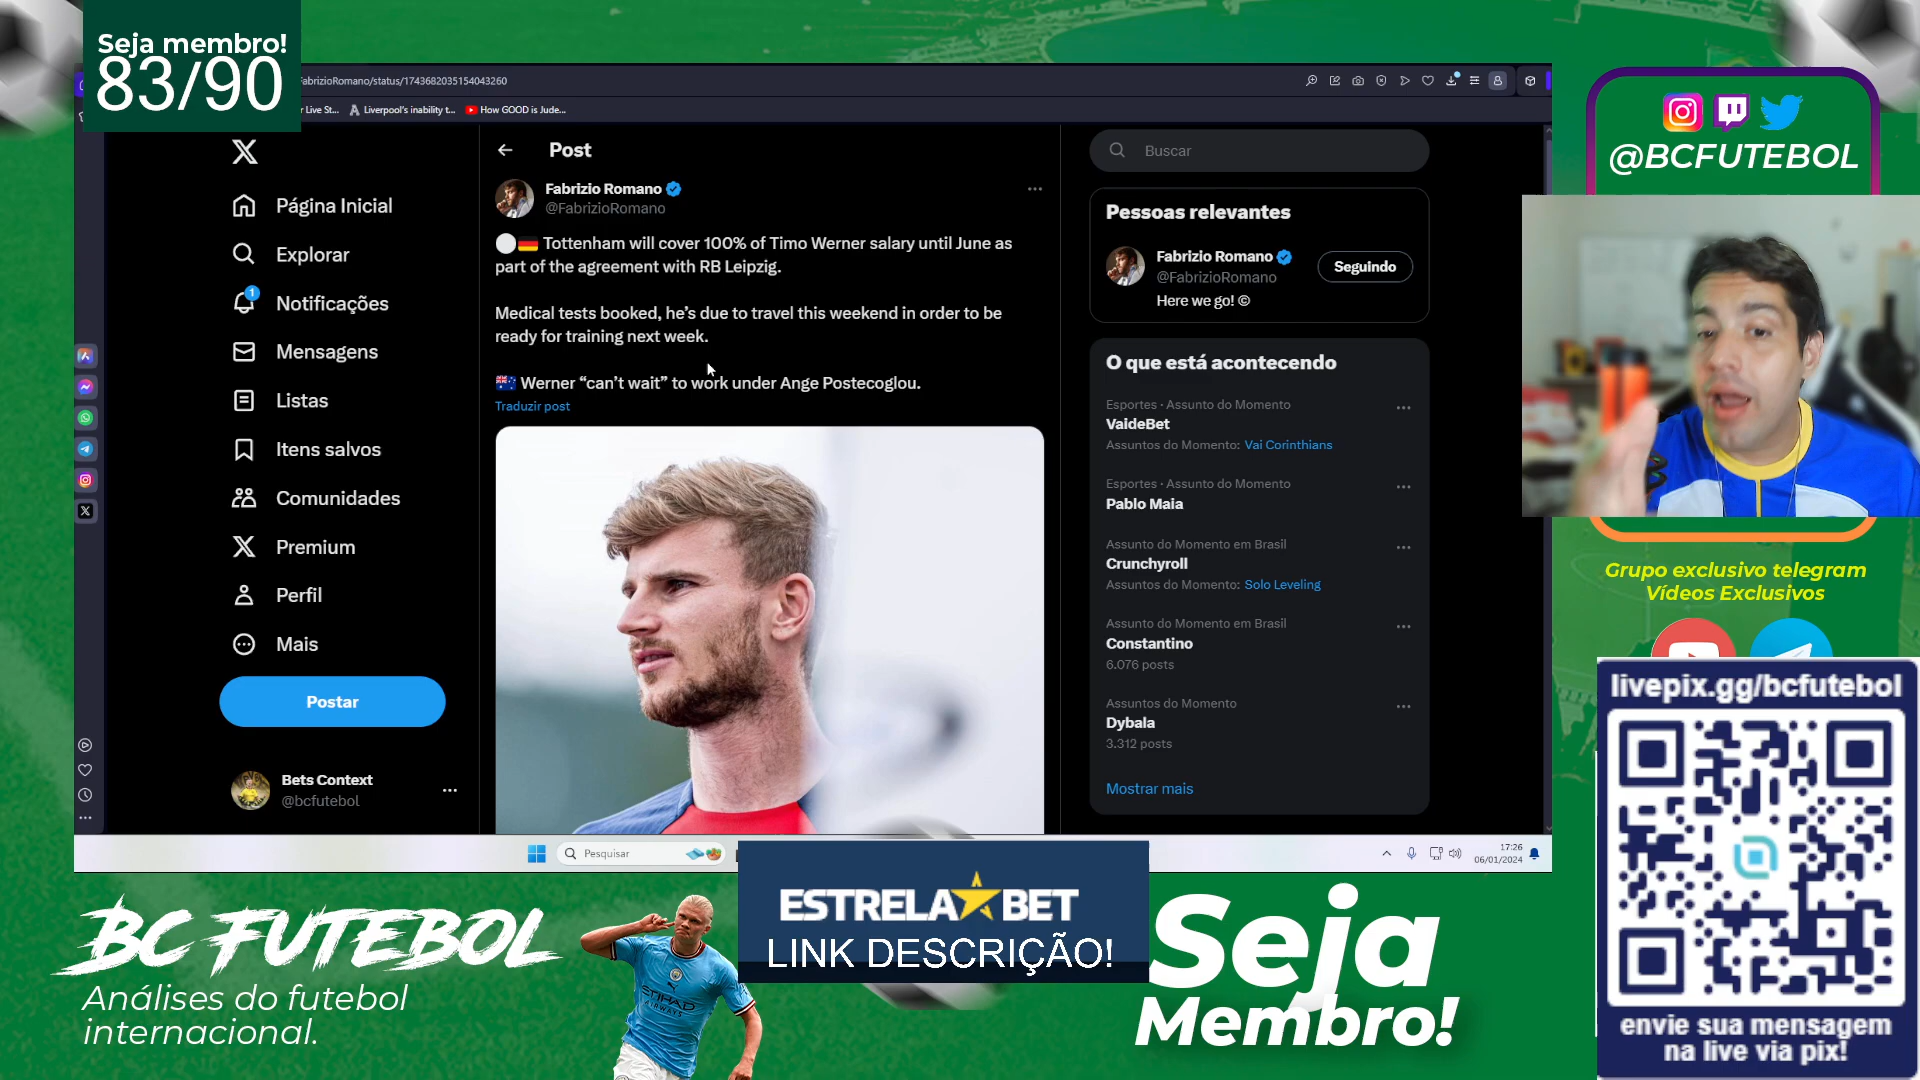 Seja membro!
83/90
abrizioRomano/status/1743682035154043260
r Live St...
Liverpool's inability t...
How GOOD is Jude...
Página Inicial
Explorar
1
Notificações
Mensagens
Listas
Itens salvos
Comunidades
Premium
Perfil
Mais
Postar
Bets Context
@bcfutebol
Post
Fabrizio Romano
@FabrizioRomano
Tottenham will cover 100% of Timo Werner salary until June as
part of the agreement with RB Leipzig.
Medical tests booked, he's due to travel this weekend in order to be
ready for training next week.
Werner “can't wait” to work under Ange Postecoglou.
Traduzir post
Buscar
Pessoas relevantes
Fabrizio Romano
@FabrizioRomano
Seguindo
Here we go! ©
O que está acontecendo
Esportes · Assunto do Momento
VaideBet
Assuntos do Momento: Vai Corinthians
Esportes · Assunto do Momento
Pablo Maia
Assunto do Momento em Brasil
Crunchyroll
Assuntos do Momento: Solo Leveling
Assunto do Momento em Brasil
Constantino
6.076 posts
Assuntos do Momento
Dybala
3.312 posts
Mostrar mais
Pesquisar
17:26
06/01/2024
@BCFUTEBOL
Grupo exclusivo telegram
Vídeos Exclusivos
livepix.gg/bcfutebol
envie sua mensagem
na live via pix!
BC FUTEBOL
Análises do futebol
internacional.
ETIHAD
ESTRELA BET
LINK DESCRIÇÃO!
Seja
Membro!